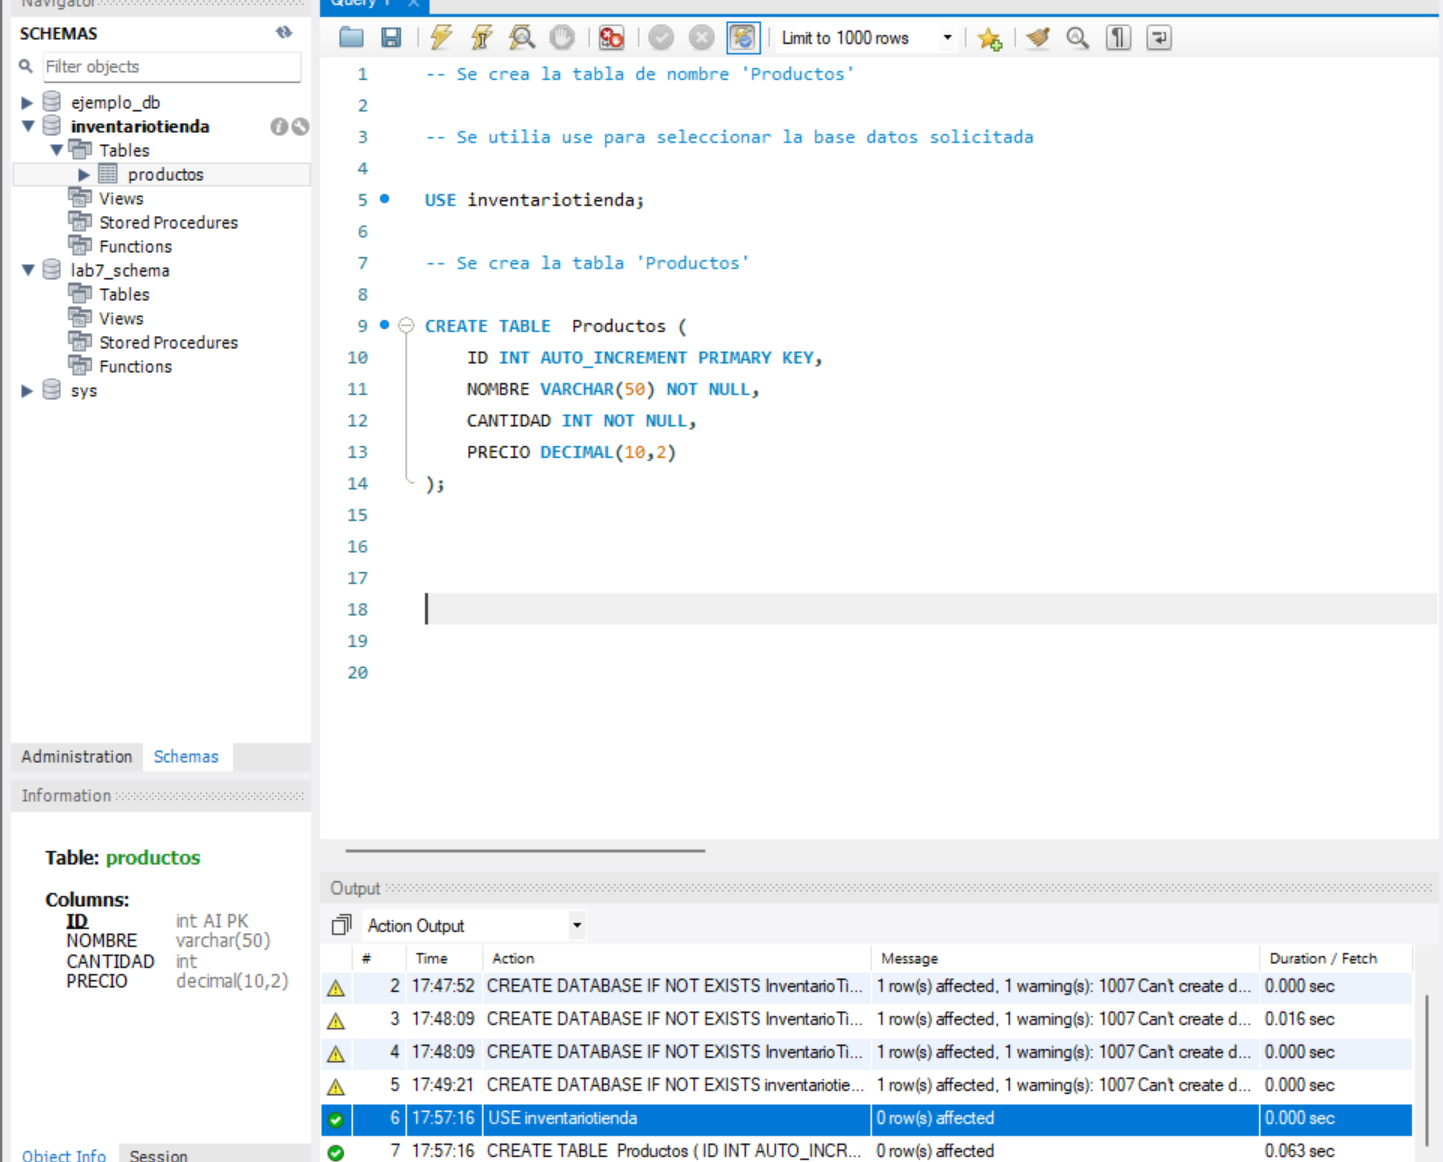 Navigator
SCHEMAS
Filter objects
ejemplo_db
inventariotienda
Tables
productos
Views
Stored Procedures
Functions
lab7_schema
Tables
Views
Stored Procedures
Functions
sys
Administration
Schemas
Information
Table: productos
Columns:
ID int AI PK
NOMBRE varchar(50)
CANTIDAD int
PRECIO decimal(10,2)
Object Info
Session
Query 1
Limit to 1000 rows
1 -- Se crea la tabla de nombre 'Productos'
2
3 -- Se utilia use para seleccionar la base datos solicitada
4
5 USE inventariotienda;
6
7 -- Se crea la tabla 'Productos'
8
9 CREATE TABLE  Productos (
10 ID INT AUTO_INCREMENT PRIMARY KEY,
11 NOMBRE VARCHAR(50) NOT NULL,
12 CANTIDAD INT NOT NULL,
13 PRECIO DECIMAL(10,2)
14 );
15
16
17
18
19
20
Output
Action Output
# Time Action Message Duration / Fetch
2 17:47:52 CREATE DATABASE IF NOT EXISTS InventarioTi... 1 row(s) affected, 1 warning(s): 1007 Can't create d... 0.000 sec
3 17:48:09 CREATE DATABASE IF NOT EXISTS InventarioTi... 1 row(s) affected, 1 warning(s): 1007 Can't create d... 0.016 sec
4 17:48:09 CREATE DATABASE IF NOT EXISTS InventarioTi... 1 row(s) affected, 1 warning(s): 1007 Can't create d... 0.000 sec
5 17:49:21 CREATE DATABASE IF NOT EXISTS inventariotie... 1 row(s) affected, 1 warning(s): 1007 Can't create d... 0.000 sec
6 17:57:16 USE inventariotienda 0 row(s) affected 0.000 sec
7 17:57:16 CREATE TABLE  Productos ( ID INT AUTO_INCR... 0 row(s) affected 0.063 sec